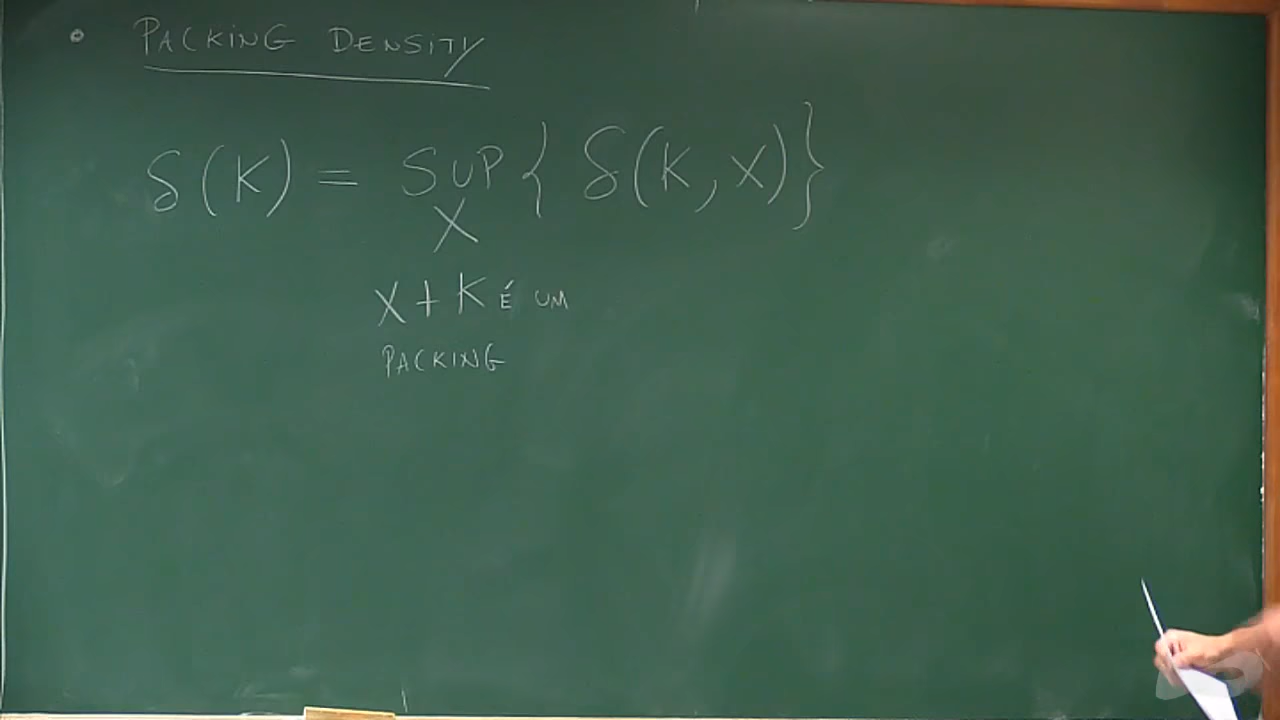 • PACKING DENSITY
δ(K) = SUP { δ(K, X) }
X
X + K É UM
PACKING